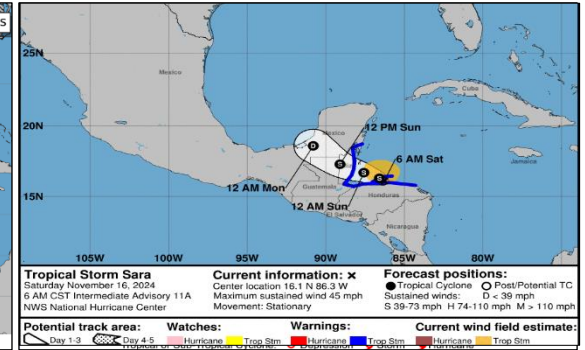 S
25N
20N
15N
Mexico
Cuba
Jamaica
Mexico
12 PM Sun
6 AM Sat
D
S
S
S
12 AM Mon
Guatemala
Honduras
12 AM Sun
El Salvador
Nicaragua
105W 100W 95W 90W 85W 80W
Tropical Storm Sara
Saturday November 16, 2024
6 AM CST Intermediate Advisory 11A
NWS National Hurricane Center
Current information: x
Center location 16.1 N 86.3 W
Maximum sustained wind 45 mph
Movement: Stationary
Forecast positions:
Tropical Cyclone Post/Potential TC
Sustained winds: D < 39 mph
S 39-73 mph H 74-110 mph M > 110 mph
Potential track area:
Day 1-3 Day 4-5
Watches:
Hurricane Trop Stm
Warnings:
Hurricane Trop Stm
Current wind field estimate:
Hurricane Trop Stm